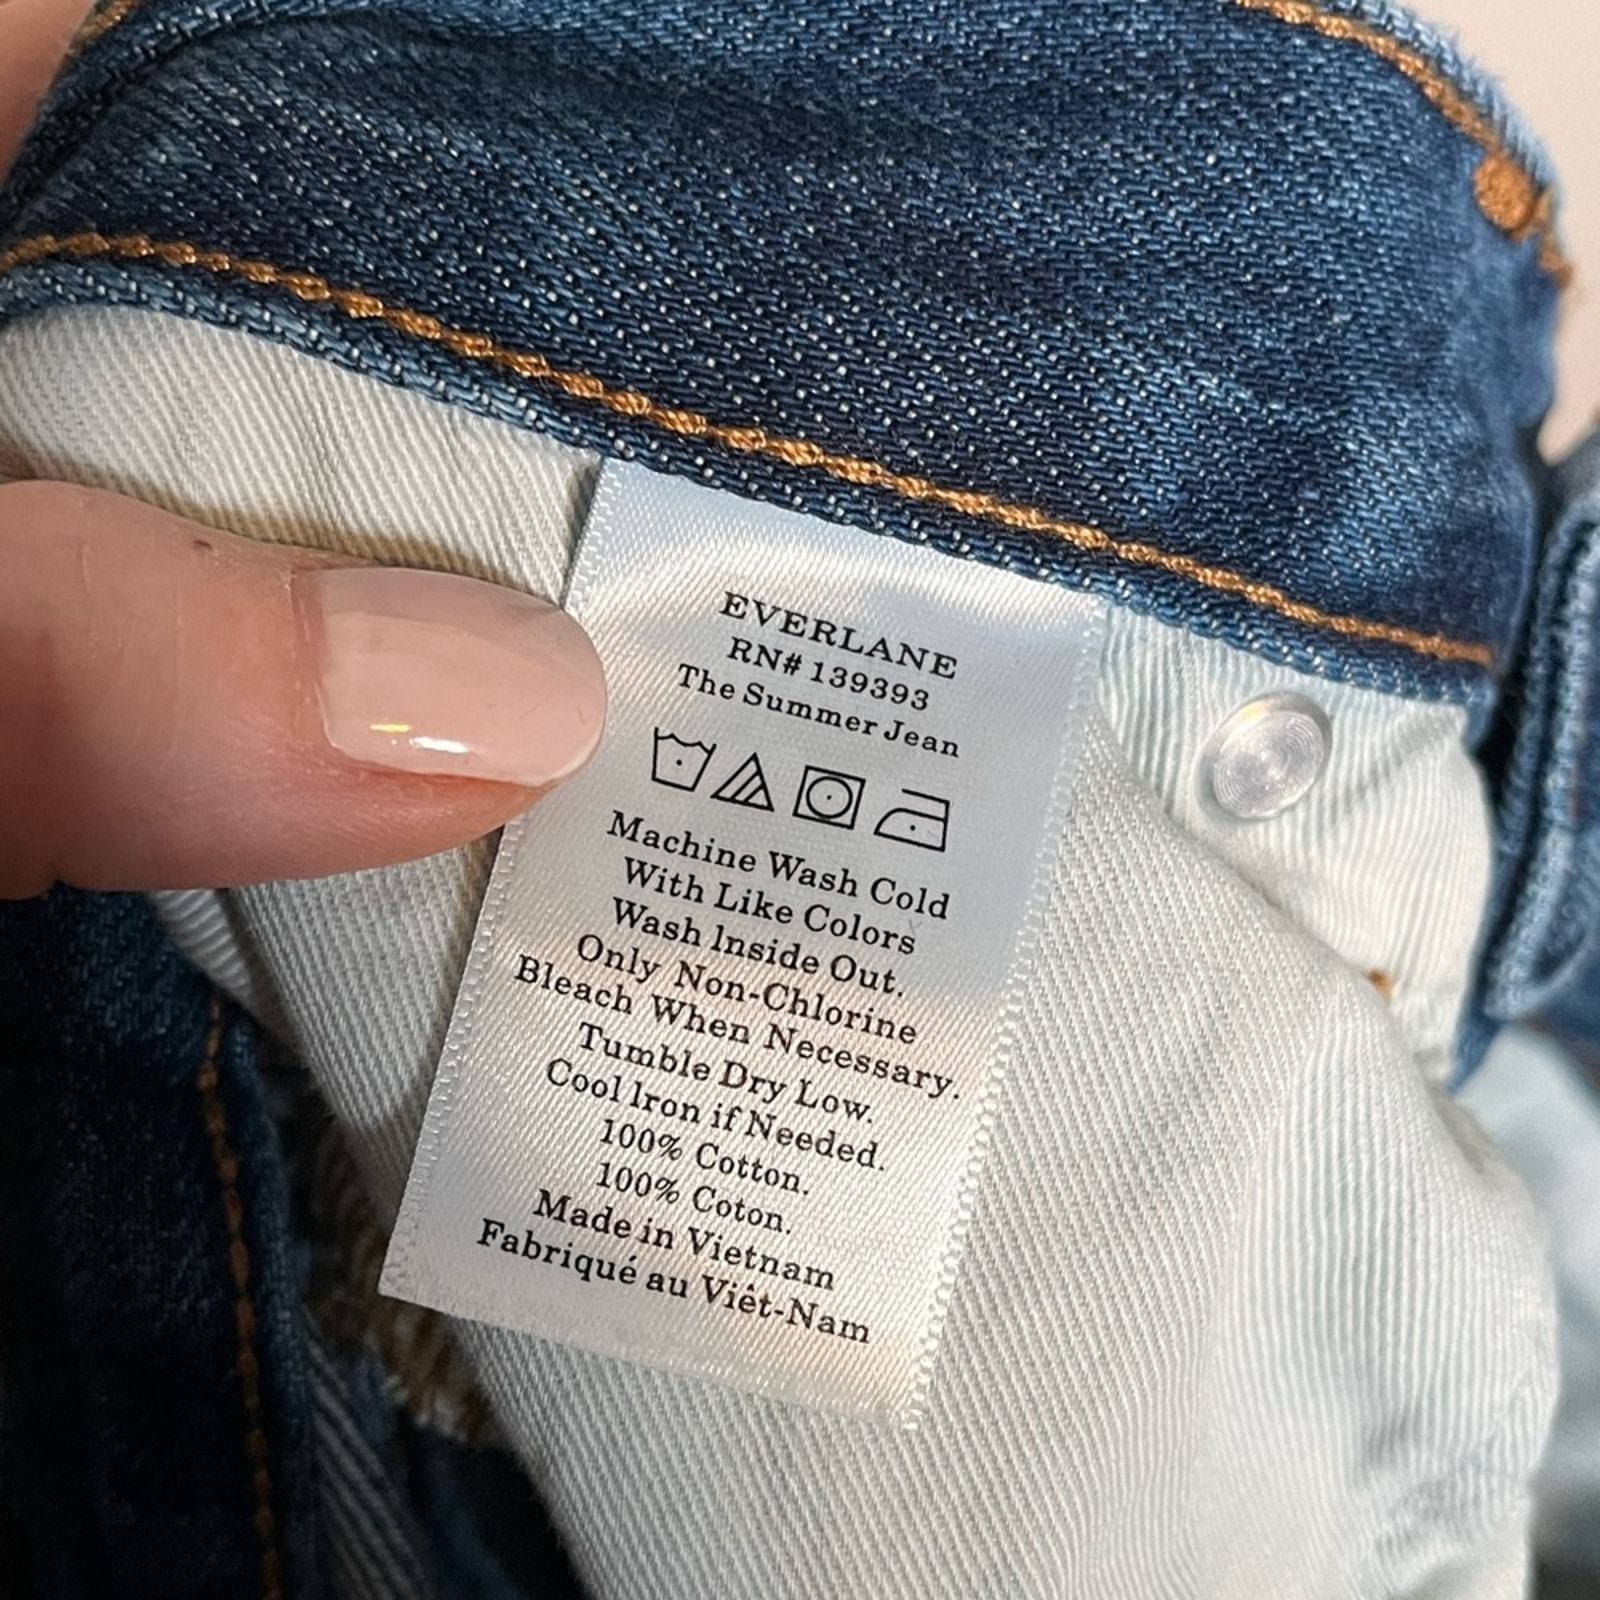 EVERLANE
RN# 139393
The Summer Jean
Machine Wash Cold
With Like Colors
Wash Inside Out.
Only Non-Chlorine
Bleach When Necessary.
Tumble Dry Low.
Cool Iron if Needed.
100% Cotton.
100% Coton.
Made in Vietnam
Fabriqué au Viêt-Nam